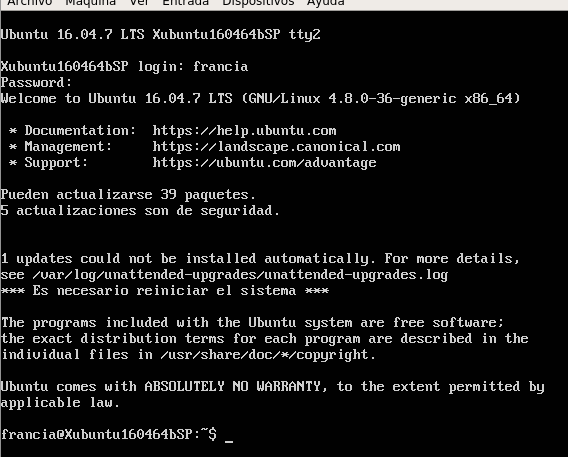 Archivo Máquina Ver Entrada Dispositivos Ayuda
Ubuntu 16.04.7 LTS Xubuntu160464bSP tty2
Xubuntu160464bSP login: francia
Password:
Welcome to Ubuntu 16.04.7 LTS (GNU/Linux 4.8.0-36-generic x86_64)
* Documentation:  https://help.ubuntu.com
* Management:     https://landscape.canonical.com
* Support:        https://ubuntu.com/advantage
Pueden actualizarse 39 paquetes.
5 actualizaciones son de seguridad.
1 updates could not be installed automatically. For more details,
see /var/log/unattended-upgrades/unattended-upgrades.log
*** Es necesario reiniciar el sistema ***
The programs included with the Ubuntu system are free software;
the exact distribution terms for each program are described in the
individual files in /usr/share/doc/*/copyright.
Ubuntu comes with ABSOLUTELY NO WARRANTY, to the extent permitted by
applicable law.
francia@Xubuntu160464bSP:~$ _